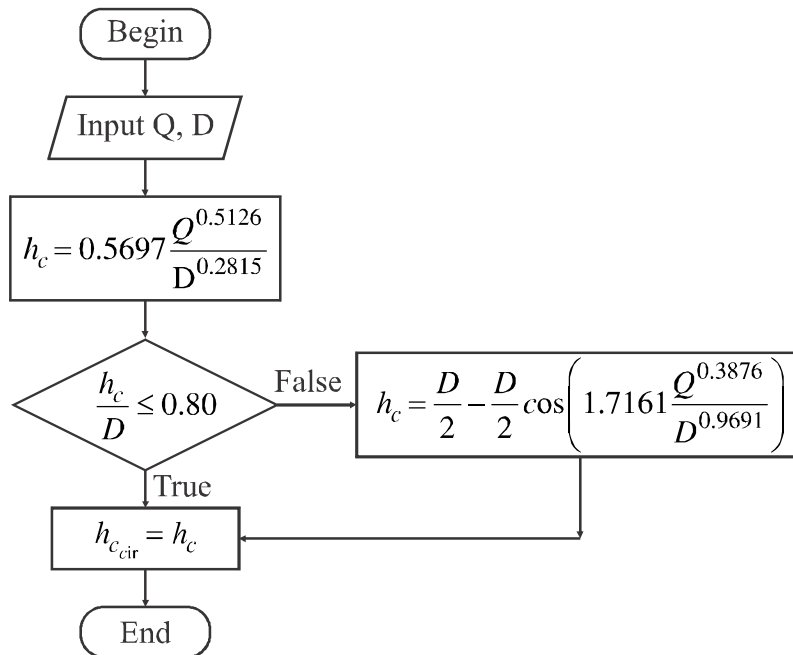 Begin
Input Q, D
h_c = 0.5697 Q^0.5126 / D^0.2815
h_c / D ≤ 0.80
False
h_c = D/2 − D/2 cos(1.7161 Q^0.3876 / D^0.9691)
True
h_c_cir = h_c
End